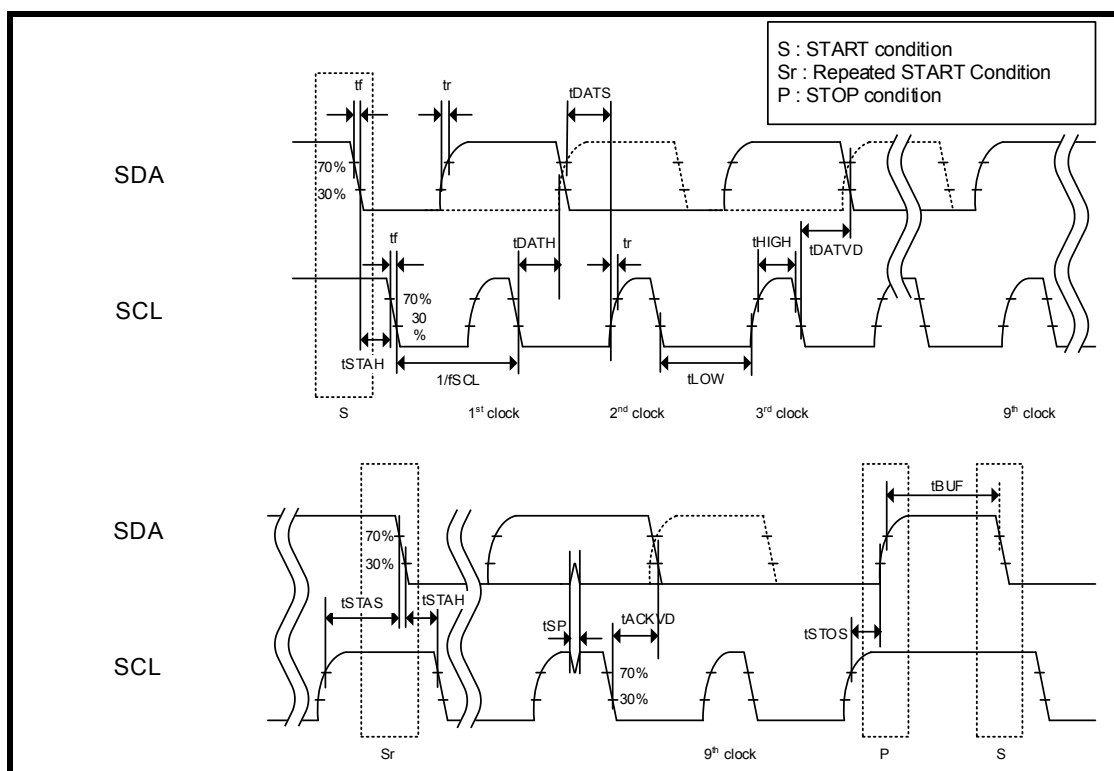 S : START condition
Sr : Repeated START Condition
P : STOP condition
tf
tr
tDATS
SDA
70%
30%
tf
tDATH
tr
tHIGH
tDATVD
SCL
70%
30
%
tSTAH
1/fSCL
tLOW
S
1st clock
2nd clock
3rd clock
9th clock
tBUF
SDA
70%
30%
tSTAS
tSTAH
tSP
tACKVD
tSTOS
SCL
70%
30%
Sr
9th clock
P
S